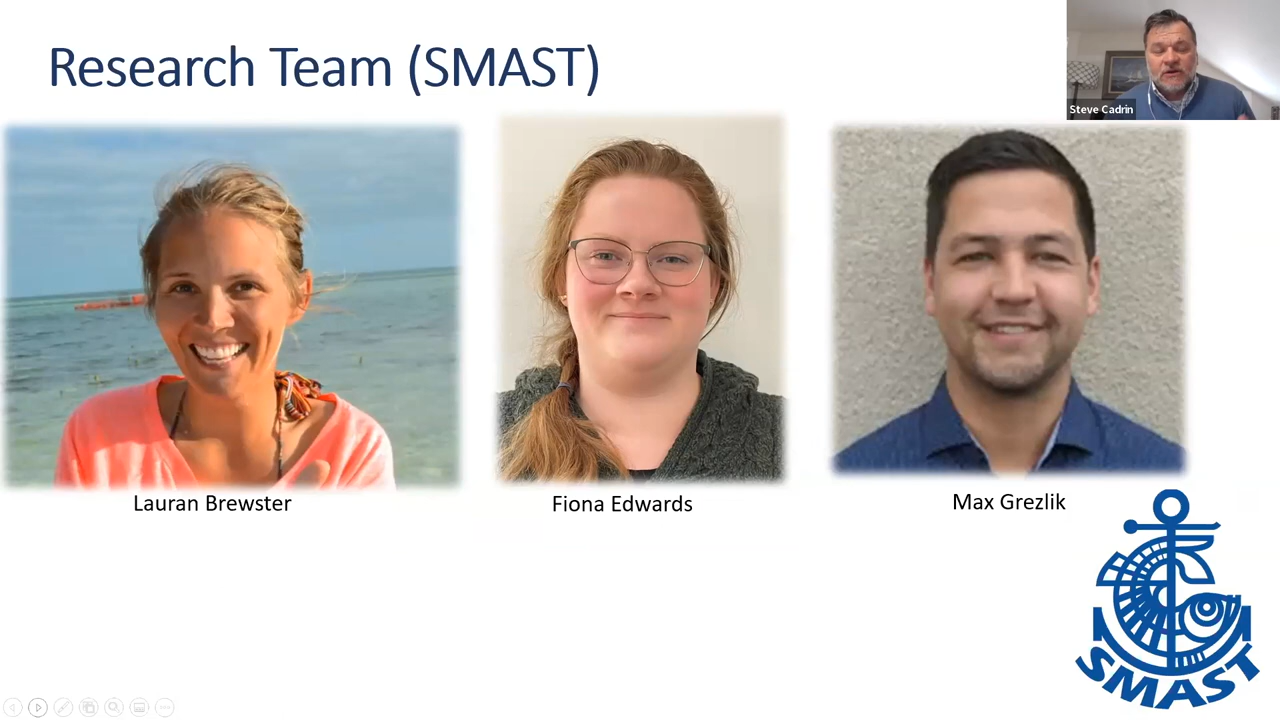 Research Team (SMAST)
Steve Cadrin
Lauran Brewster
Fiona Edwards
Max Grezlik
SMAST